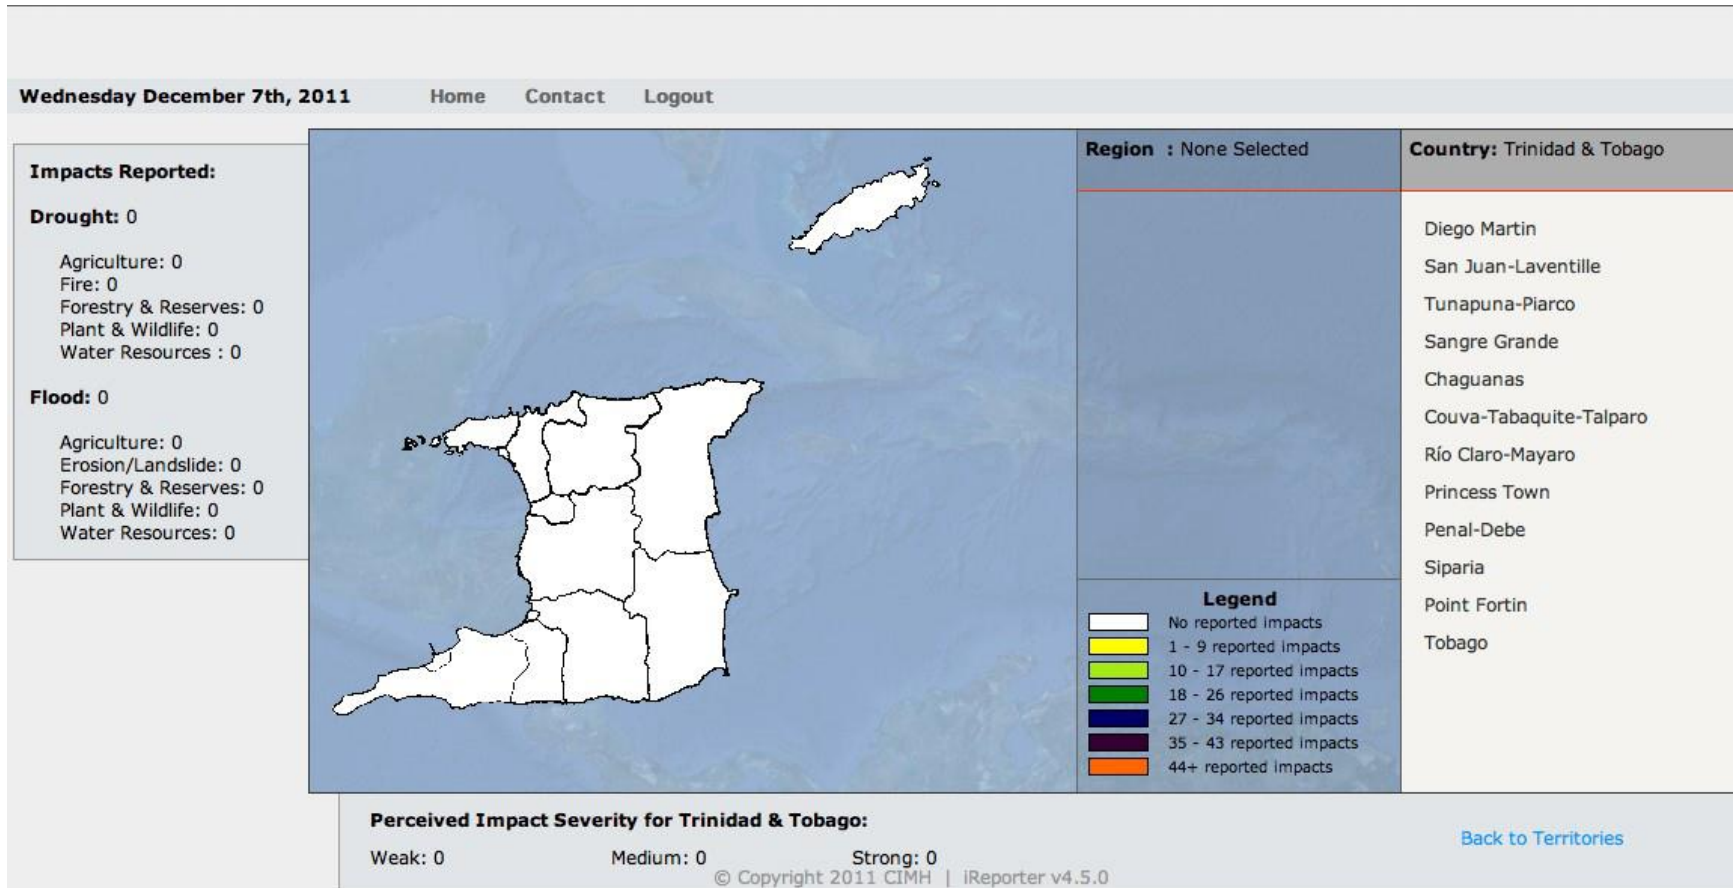 Wednesday December 7th, 2011 Home Contact Logout
Impacts Reported:
Drought: 0
Agriculture: 0
Fire: 0
Forestry & Reserves: 0
Plant & Wildlife: 0
Water Resources : 0
Flood: 0
Agriculture: 0
Erosion/Landslide: 0
Forestry & Reserves: 0
Plant & Wildlife: 0
Water Resources: 0
Region : None Selected
Legend
No reported impacts
1 - 9 reported impacts
10 - 17 reported impacts
18 - 26 reported impacts
27 - 34 reported impacts
35 - 43 reported impacts
44+ reported impacts
Country: Trinidad & Tobago
Diego Martin
San Juan-Laventille
Tunapuna-Piarco
Sangre Grande
Chaguanas
Couva-Tabaquite-Talparo
Río Claro-Mayaro
Princess Town
Penal-Debe
Siparia
Point Fortin
Tobago
Perceived Impact Severity for Trinidad & Tobago:
Weak: 0 Medium: 0 Strong: 0
Back to Territories
© Copyright 2011 CIMH | iReporter v4.5.0